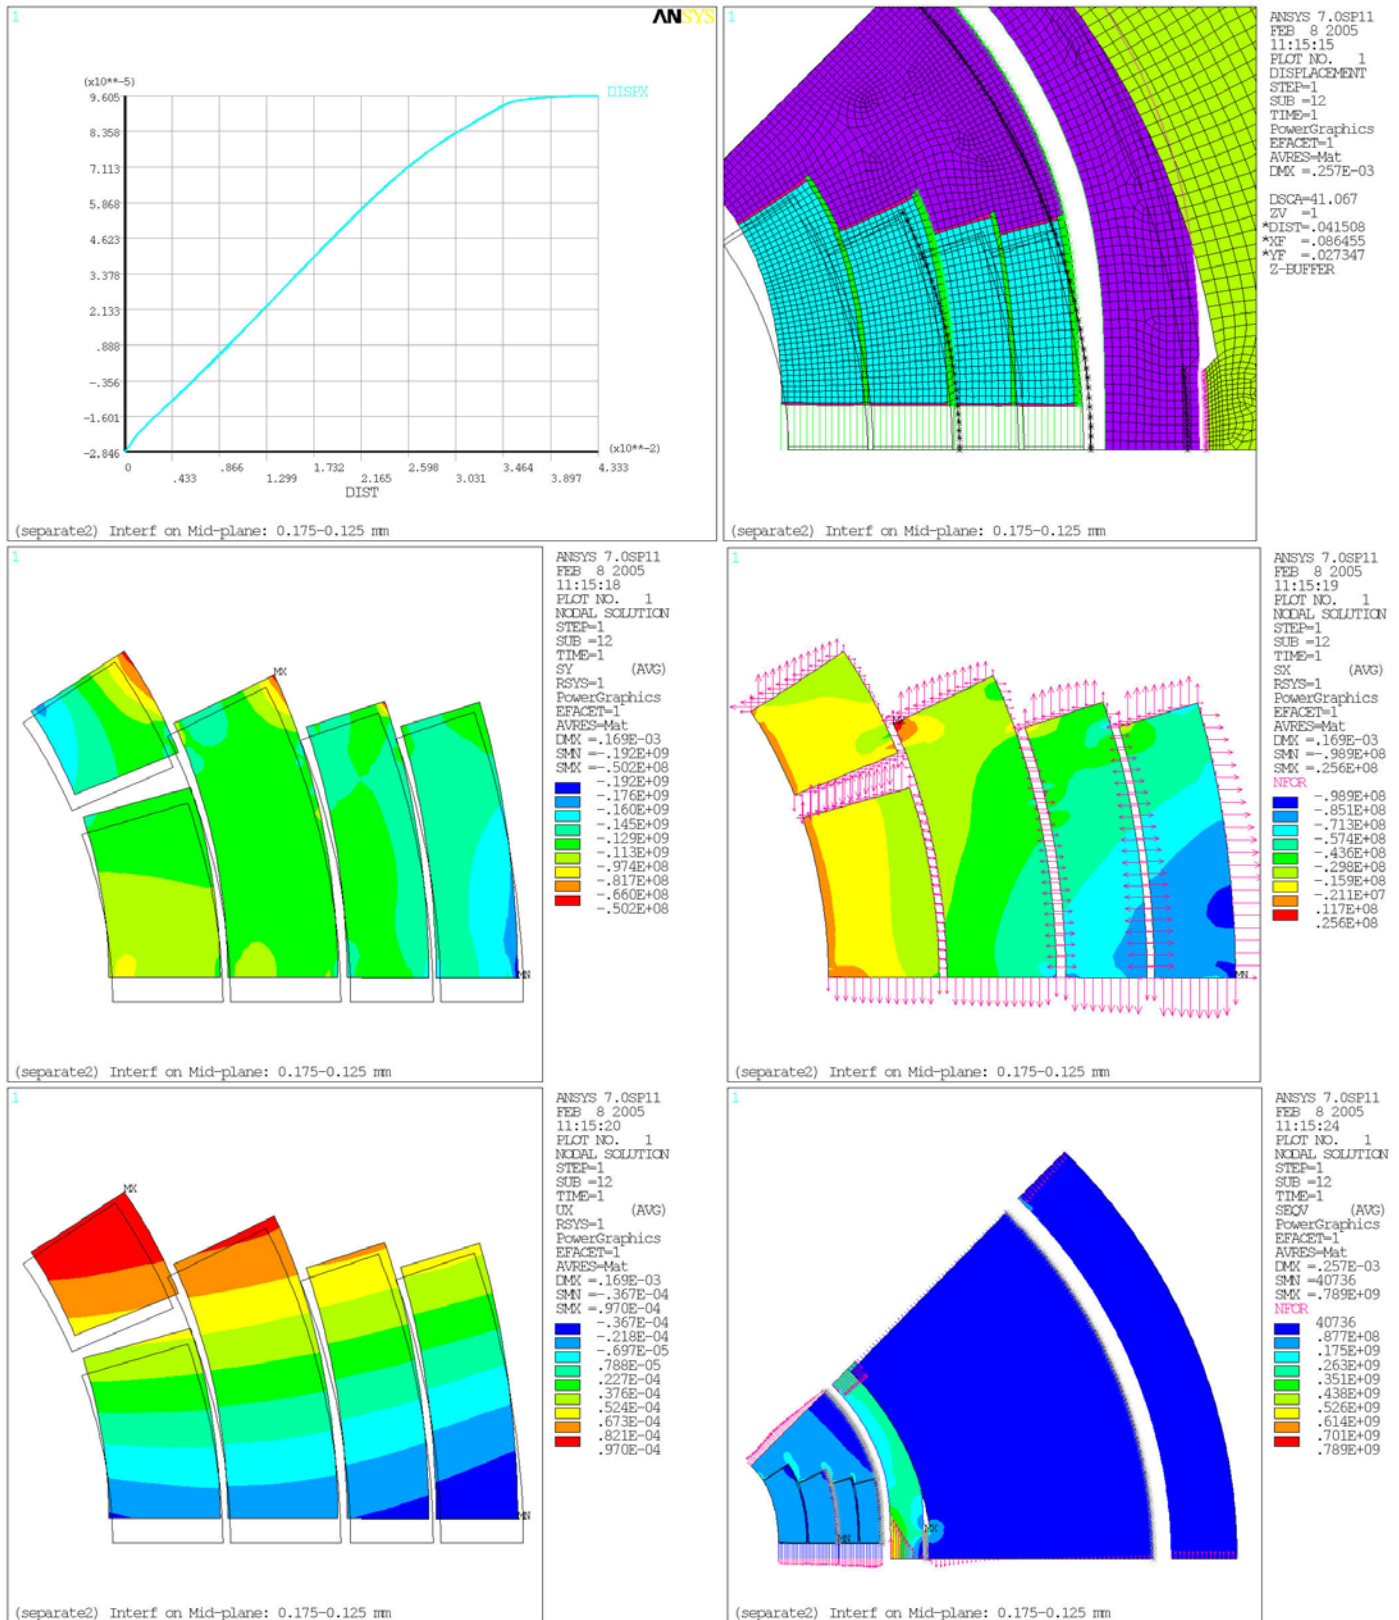 1
ANSYS
(x10**-5)
9.605
8.358
7.113
5.868
4.623
3.378
2.133
.888
-.356
-1.601
-2.846
DISPX
(x10**-2)
0
.433
.866
1.299
1.732
2.165
2.598
3.031
3.464
3.897
4.333
DIST
(separate2) Interf on Mid-plane: 0.175-0.125 mm
1
ANSYS 7.0SP11
FEB 8 2005
11:15:15
PLOT NO. 1
DISPLACEMENT
STEP=1
SUB =12
TIME=1
PowerGraphics
EFACET=1
AVRES=Mat
DMX =.257E-03
DSCA=41.067
ZV =1
*DIST=.041508
*XF =.086455
*YF =.027347
Z-BUFFER
(separate2) Interf on Mid-plane: 0.175-0.125 mm
1
MX
MN
ANSYS 7.0SP11
FEB 8 2005
11:15:18
PLOT NO. 1
NODAL SOLUTION
STEP=1
SUB =12
TIME=1
SY (AVG)
RSYS=1
PowerGraphics
EFACET=1
AVRES=Mat
DMX =.169E-03
SMN =-.192E+09
SMX =-.502E+08
-.192E+09
-.176E+09
-.160E+09
-.145E+09
-.129E+09
-.113E+09
-.974E+08
-.817E+08
-.660E+08
-.502E+08
(separate2) Interf on Mid-plane: 0.175-0.125 mm
1
MN
ANSYS 7.0SP11
FEB 8 2005
11:15:19
PLOT NO. 1
NODAL SOLUTION
STEP=1
SUB =12
TIME=1
SX (AVG)
RSYS=1
PowerGraphics
EFACET=1
AVRES=Mat
DMX =.169E-03
SMN =-.989E+08
SMX =.256E+08
NFOR
-.989E+08
-.851E+08
-.713E+08
-.574E+08
-.436E+08
-.298E+08
-.159E+08
-.211E+07
.117E+08
.256E+08
(separate2) Interf on Mid-plane: 0.175-0.125 mm
1
MX
MN
ANSYS 7.0SP11
FEB 8 2005
11:15:20
PLOT NO. 1
NODAL SOLUTION
STEP=1
SUB =12
TIME=1
UX (AVG)
RSYS=1
PowerGraphics
EFACET=1
AVRES=Mat
DMX =.169E-03
SMN =-.367E-04
SMX =.970E-04
-.367E-04
-.218E-04
-.697E-05
.788E-05
.227E-04
.376E-04
.524E-04
.673E-04
.821E-04
.970E-04
(separate2) Interf on Mid-plane: 0.175-0.125 mm
1
MX
MN
ANSYS 7.0SP11
FEB 8 2005
11:15:24
PLOT NO. 1
NODAL SOLUTION
STEP=1
SUB =12
TIME=1
SEQV (AVG)
PowerGraphics
EFACET=1
AVRES=Mat
DMX =.257E-03
SMN =40736
SMX =.789E+09
NFOR
40736
.877E+08
.175E+09
.263E+09
.351E+09
.438E+09
.526E+09
.614E+09
.701E+09
.789E+09
(separate2) Interf on Mid-plane: 0.175-0.125 mm